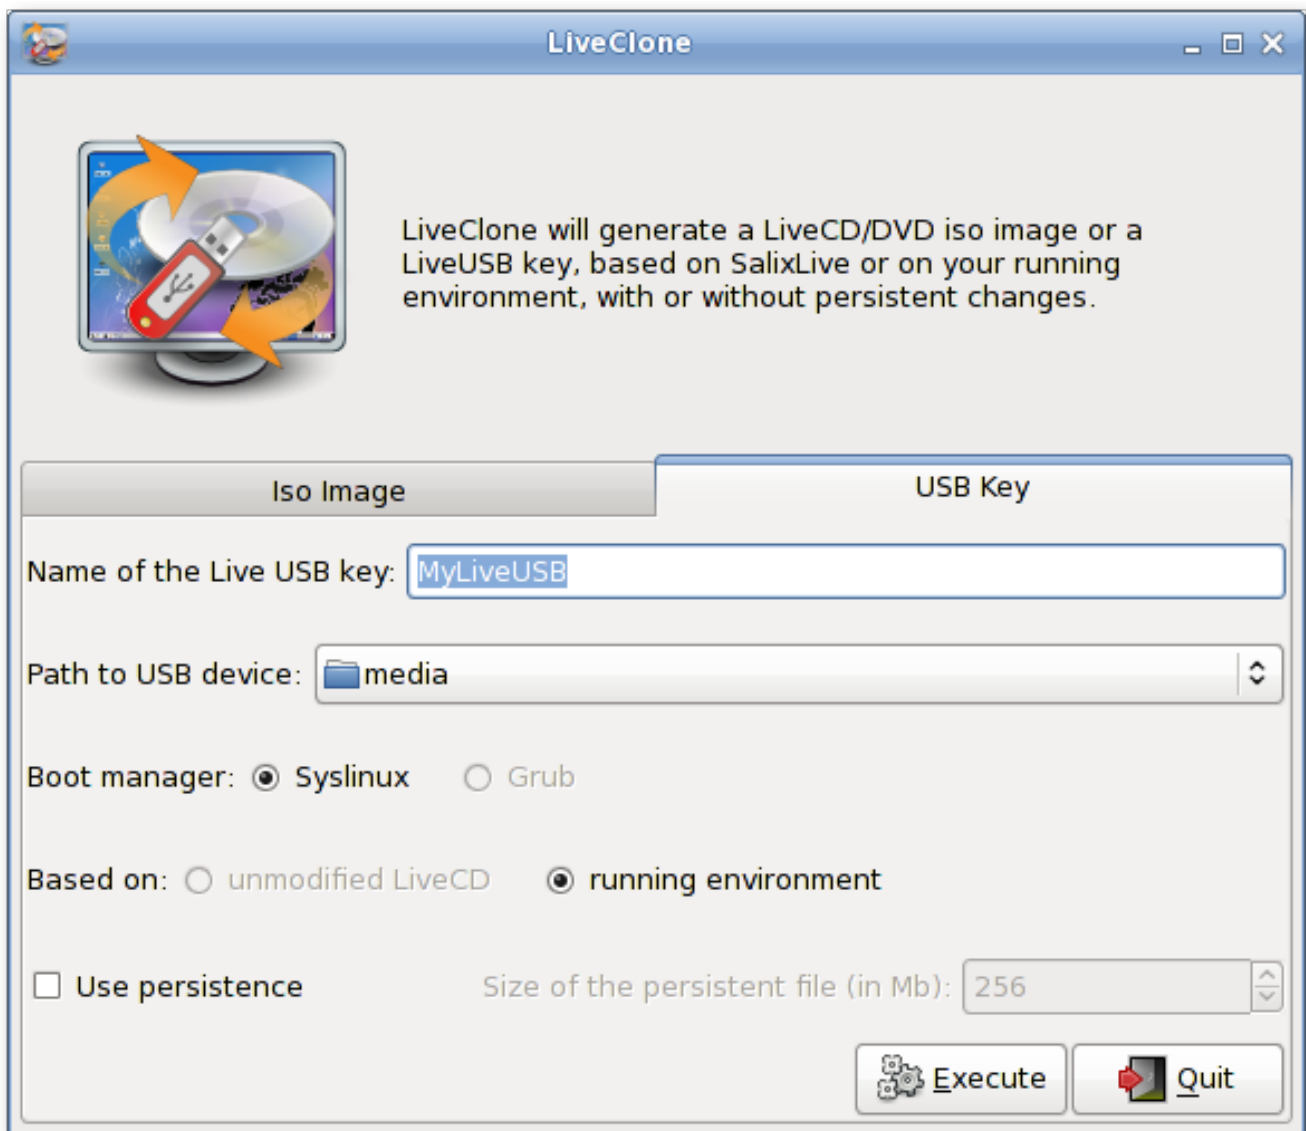 LiveClone
LiveClone will generate a LiveCD/DVD iso image or a
LiveUSB key, based on SalixLive or on your running
environment, with or without persistent changes.
Iso Image
USB Key
Name of the Live USB key: MyLiveUSB
Path to USB device: media
Boot manager: Syslinux Grub
Based on: unmodified LiveCD running environment
Use persistence Size of the persistent file (in Mb): 256
Execute Quit